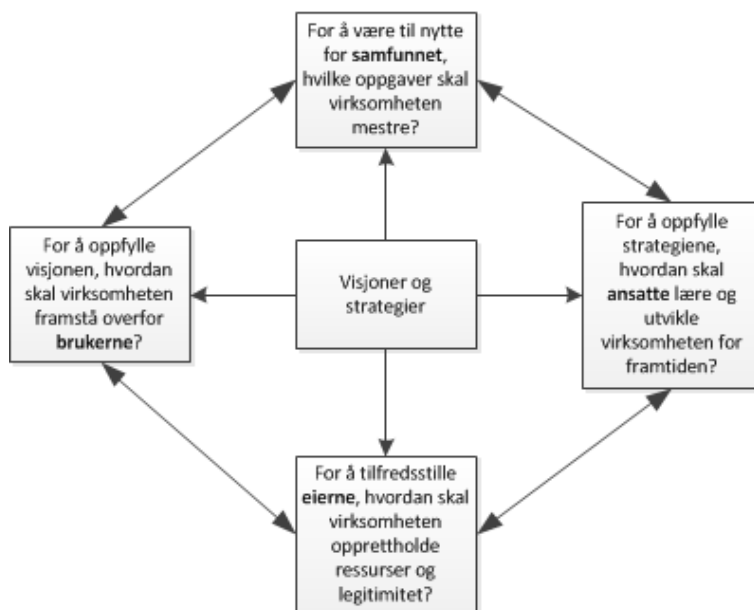 For å være til nytte
for samfunnet,
hvilke oppgaver skal
virksomheten
mestre?
For å oppfylle
visjonen, hvordan
skal virksomheten
framstå overfor
brukerne?
Visjoner og
strategier
For å oppfylle
strategiene,
hvordan skal
ansatte lære og
utvikle
virksomheten for
framtiden?
For å tilfredsstille
eierne, hvordan skal
virksomheten
opprettholde
ressurser og
legitimitet?